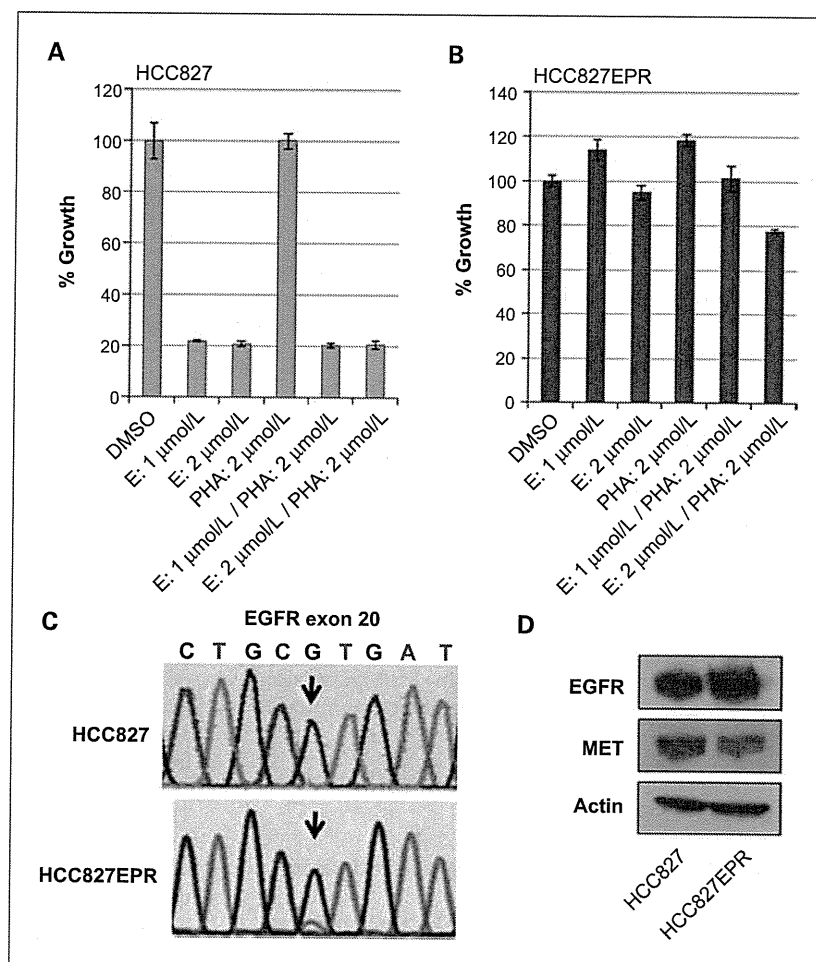 A
HCC827
% Growth
120
100
80
60
40
20
0
DMSO
E: 1 µmol/L
E: 2 µmol/L
PHA: 2 µmol/L
E: 1 µmol/L / PHA: 2 µmol/L
E: 2 µmol/L / PHA: 2 µmol/L
B
HCC827EPR
% Growth
140
120
100
80
60
40
20
0
DMSO
E: 1 µmol/L
E: 2 µmol/L
PHA: 2 µmol/L
E: 1 µmol/L / PHA: 2 µmol/L
E: 2 µmol/L / PHA: 2 µmol/L
C
EGFR exon 20
C T G C G T G A T
HCC827
HCC827EPR
D
EGFR
MET
Actin
HCC827
HCC827EPR